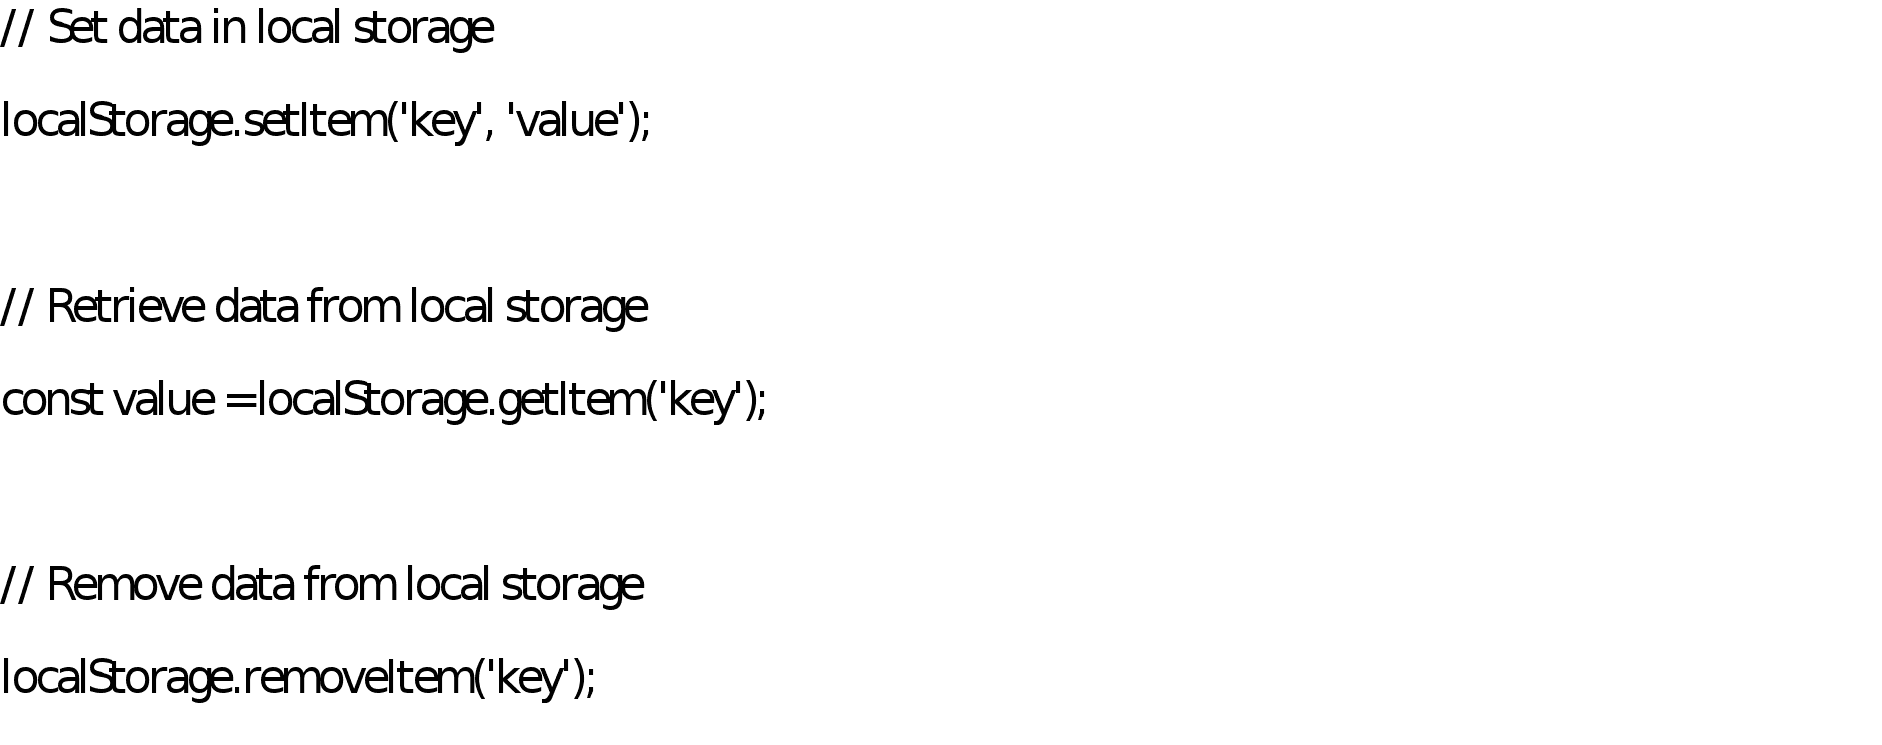 // Set data in local storage
localStorage.setItem('key', 'value');
// Retrieve data from local storage
const value = localStorage.getItem('key');
// Remove data from local storage
localStorage.removeItem('key');